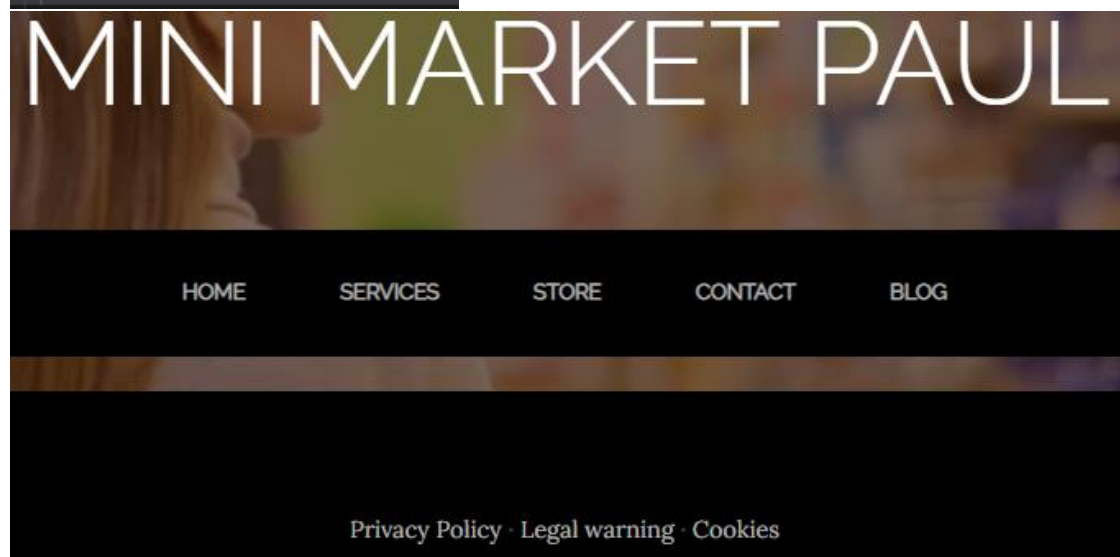 MINI MARKET PAUL
HOME SERVICES STORE CONTACT BLOG
Privacy Policy · Legal warning · Cookies